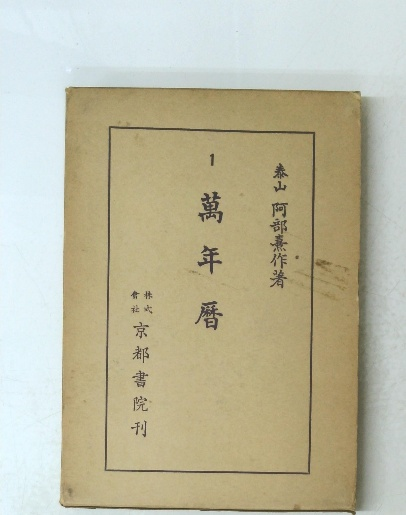 泰山 阿部熹作著
1 萬年暦
株式會社 京都書院刊